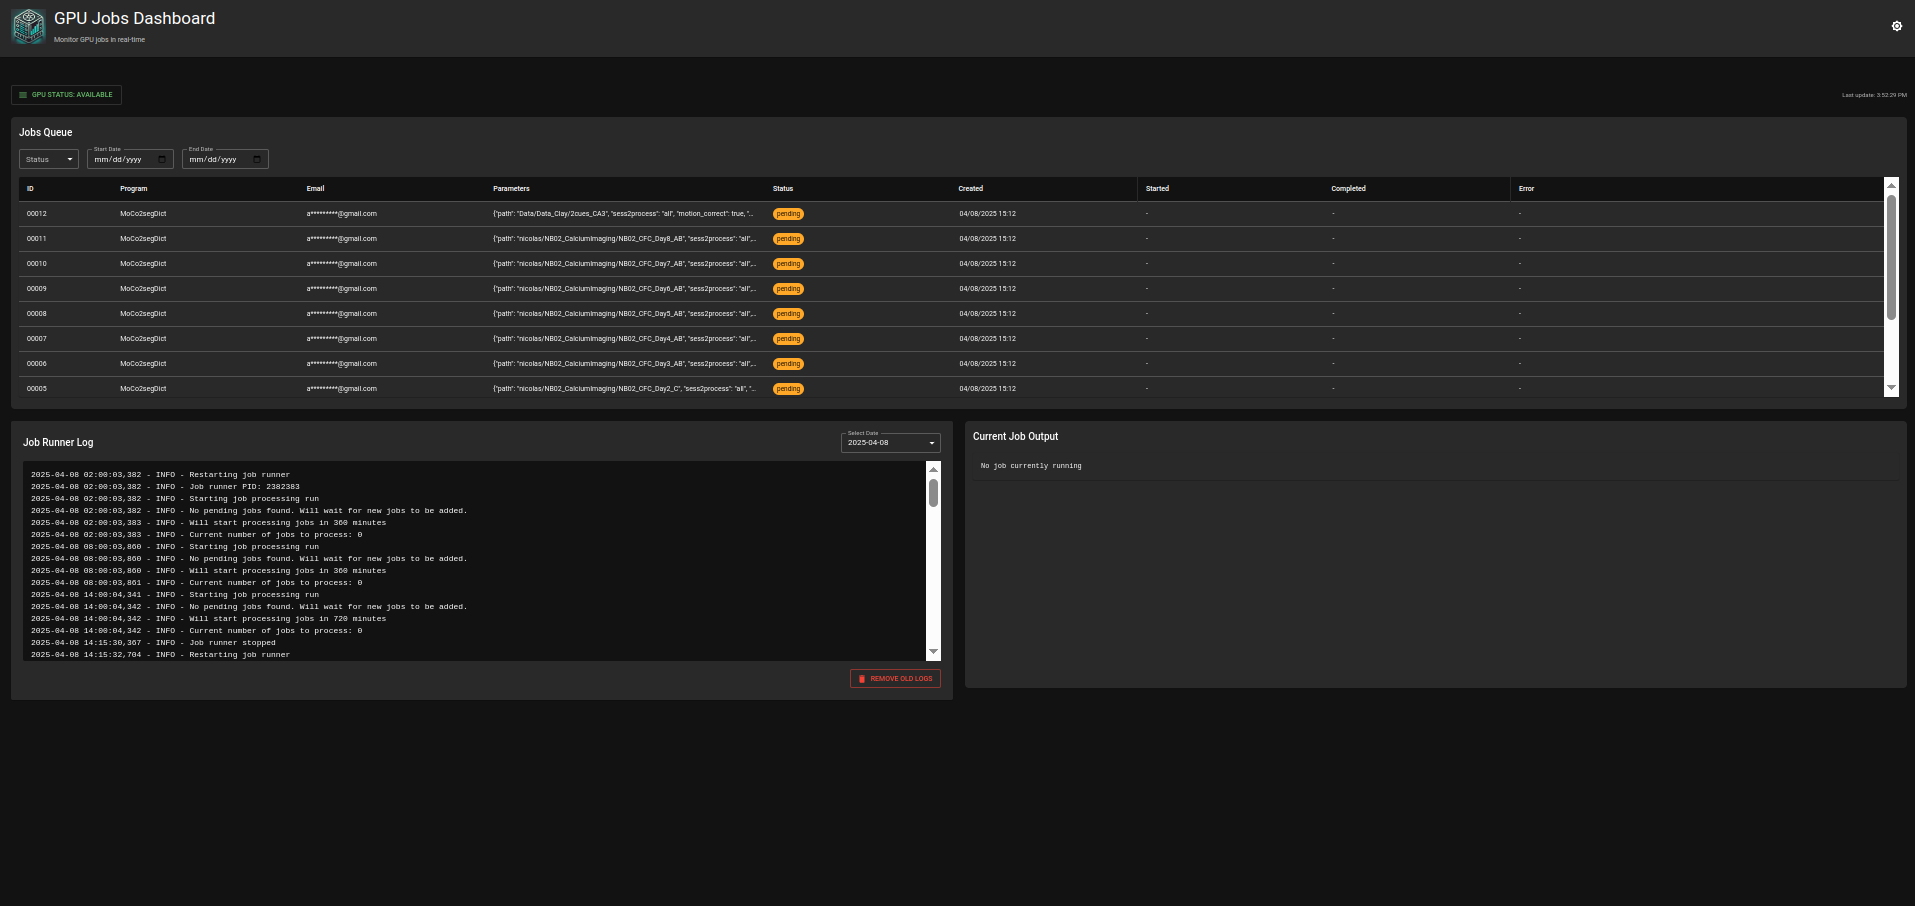 GPU Jobs Dashboard
Monitor GPU jobs in real-time
GPU STATUS: AVAILABLE
Last update: 3:52:29 PM
Jobs Queue
Status
Start Date
mm/dd/yyyy
End Date
mm/dd/yyyy
ID Program Email Parameters Status Created Started Completed Error
00012 MoCo2segDict a*********@gmail.com {"path": "Data/Data_Clay/2cues_CA3", "sess2process": "all", "motion_correct": true, "... pending 04/08/2025 15:12 - - -
00011 MoCo2segDict a*********@gmail.com {"path": "nicolas/NB02_CalciumImaging/NB02_CFC_Day8_AB", "sess2process": "all",... pending 04/08/2025 15:12 - - -
00010 MoCo2segDict a*********@gmail.com {"path": "nicolas/NB02_CalciumImaging/NB02_CFC_Day7_AB", "sess2process": "all",... pending 04/08/2025 15:12 - - -
00009 MoCo2segDict a*********@gmail.com {"path": "nicolas/NB02_CalciumImaging/NB02_CFC_Day6_AB", "sess2process": "all",... pending 04/08/2025 15:12 - - -
00008 MoCo2segDict a*********@gmail.com {"path": "nicolas/NB02_CalciumImaging/NB02_CFC_Day5_AB", "sess2process": "all",... pending 04/08/2025 15:12 - - -
00007 MoCo2segDict a*********@gmail.com {"path": "nicolas/NB02_CalciumImaging/NB02_CFC_Day4_AB", "sess2process": "all",... pending 04/08/2025 15:12 - - -
00006 MoCo2segDict a*********@gmail.com {"path": "nicolas/NB02_CalciumImaging/NB02_CFC_Day3_AB", "sess2process": "all",... pending 04/08/2025 15:12 - - -
00005 MoCo2segDict a*********@gmail.com {"path": "nicolas/NB02_CalciumImaging/NB02_CFC_Day2_C", "sess2process": "all", "... pending 04/08/2025 15:12 - - -
Job Runner Log
Select Date
2025-04-08
2025-04-08 02:00:03,382 - INFO - Restarting job runner
2025-04-08 02:00:03,382 - INFO - Job runner PID: 2382383
2025-04-08 02:00:03,382 - INFO - Starting job processing run
2025-04-08 02:00:03,382 - INFO - No pending jobs found. Will wait for new jobs to be added.
2025-04-08 02:00:03,383 - INFO - Will start processing jobs in 360 minutes
2025-04-08 02:00:03,383 - INFO - Current number of jobs to process: 0
2025-04-08 08:00:03,860 - INFO - Starting job processing run
2025-04-08 08:00:03,860 - INFO - No pending jobs found. Will wait for new jobs to be added.
2025-04-08 08:00:03,860 - INFO - Will start processing jobs in 360 minutes
2025-04-08 08:00:03,861 - INFO - Current number of jobs to process: 0
2025-04-08 14:00:04,341 - INFO - Starting job processing run
2025-04-08 14:00:04,342 - INFO - No pending jobs found. Will wait for new jobs to be added.
2025-04-08 14:00:04,342 - INFO - Will start processing jobs in 720 minutes
2025-04-08 14:00:04,342 - INFO - Current number of jobs to process: 0
2025-04-08 14:15:30,367 - INFO - Job runner stopped
2025-04-08 14:15:32,704 - INFO - Restarting job runner
REMOVE OLD LOGS
Current Job Output
No job currently running